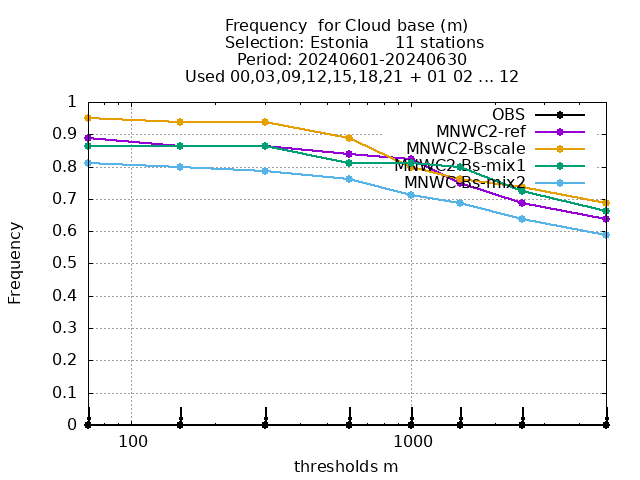 Frequency  for Cloud base (m)
Selection: Estonia     11 stations
Period: 20240601-20240630
Used 00,03,09,12,15,18,21 + 01 02 ... 12
OBS
MNWC2-ref
MNWC2-Bscale
MNWC2-Bs-mix1
MNWC-Bs-mix2
1
0.9
0.8
0.7
0.6
0.5
0.4
0.3
0.2
0.1
0
Frequency
100
1000
thresholds m